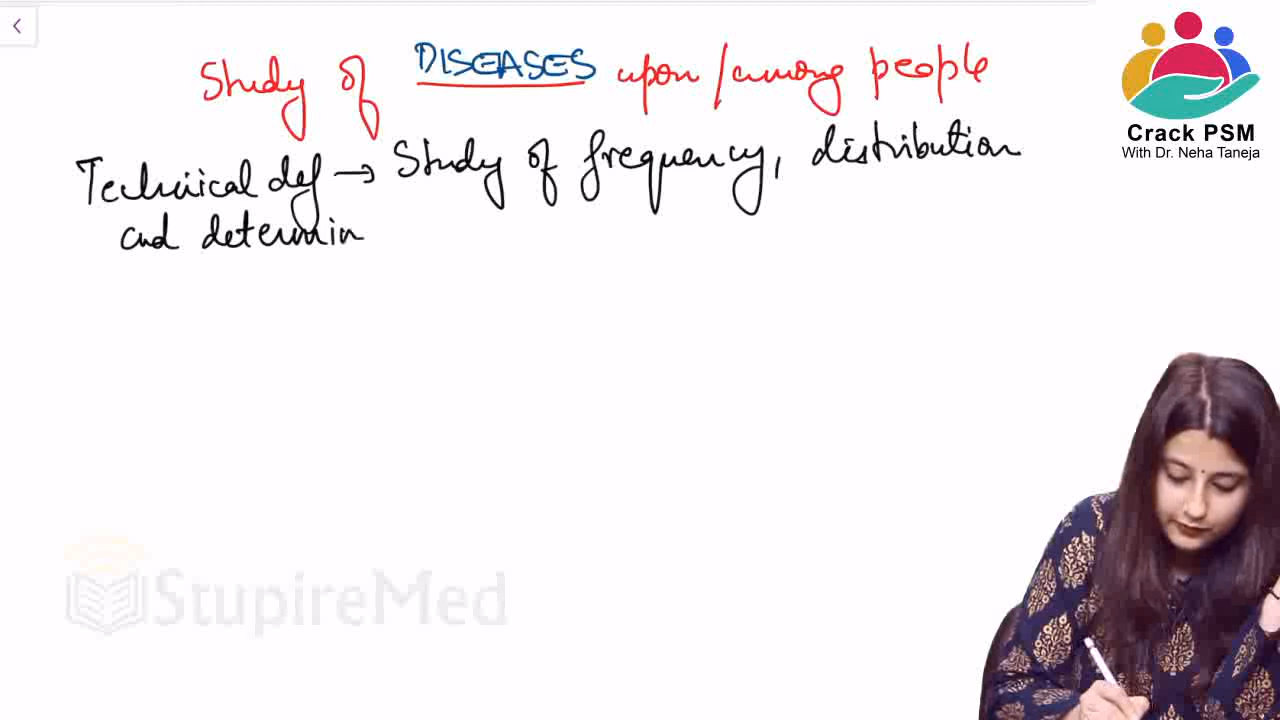 Study of DISEASES upon/among people
Technical def → Study of frequency, distribution
and determin
Crack PSM
With Dr. Neha Taneja
StupireMed